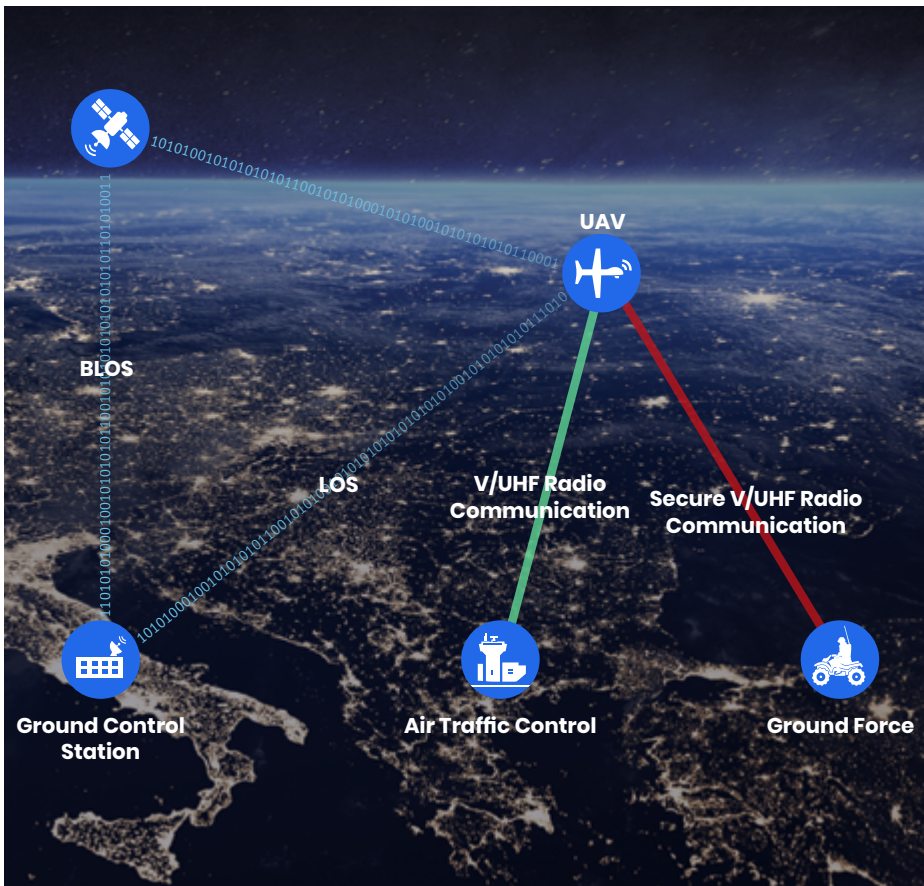 UAV
BLOS
LOS
V/UHF Radio
Communication
Secure V/UHF Radio
Communication
Ground Control
Station
Air Traffic Control
Ground Force